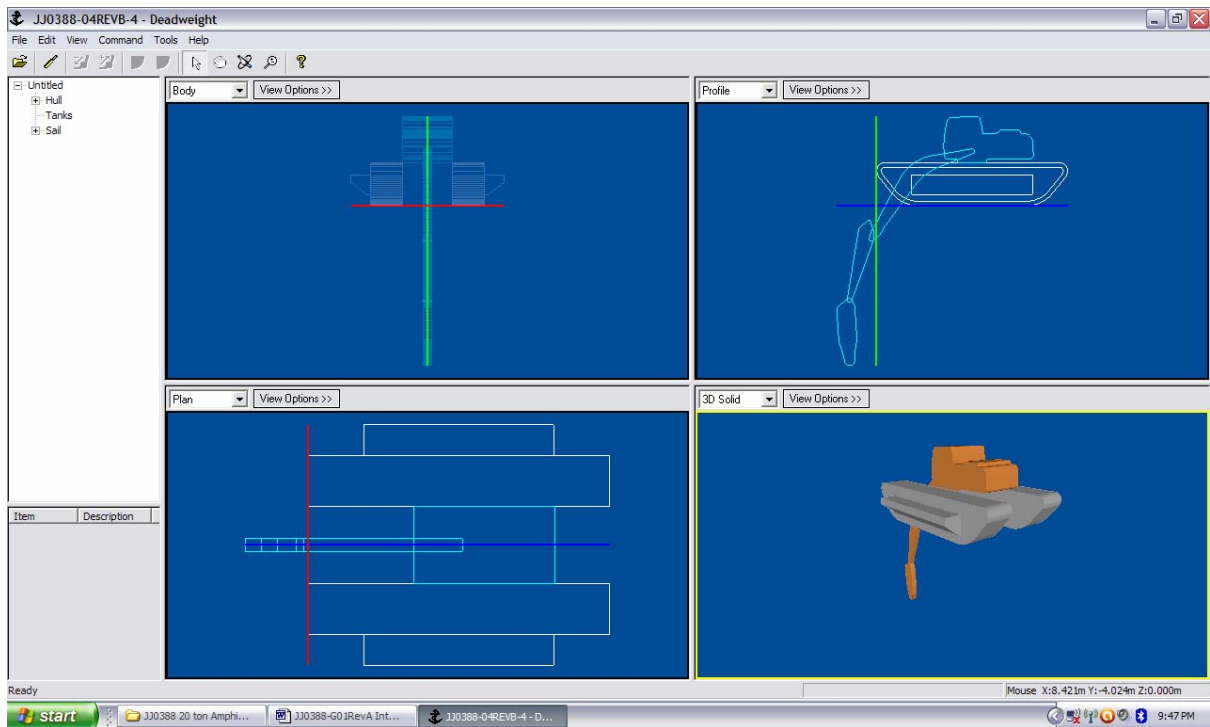 JJ0388-04REVB-4 - Deadweight
File Edit View Command Tools Help
Untitled
Hull
Tanks
Sail
Body View Options >>
Profile View Options >>
Plan View Options >>
3D Solid View Options >>
Item Description
Ready
Mouse X:8.421m Y:-4.024m Z:0.000m
start JJ0388 20 ton Amphi... JJ0388-G01RevA Int... JJ0388-04REVB-4 - D... 9:47 PM